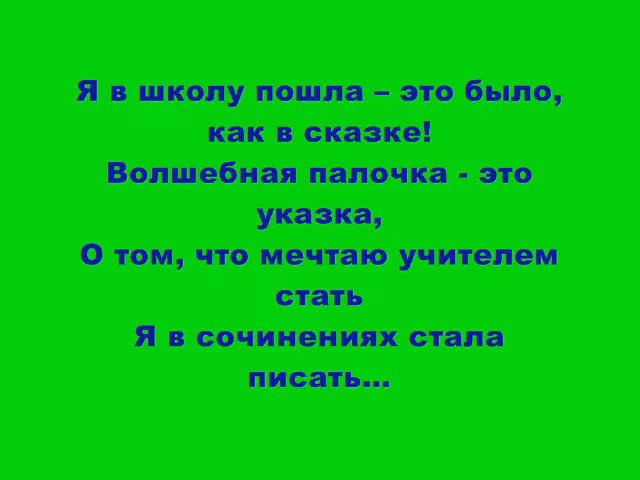 Я в школу пошла – это было,
как в сказке!
Волшебная палочка - это
указка,
О том, что мечтаю учителем
стать
Я в сочинениях стала
писать...